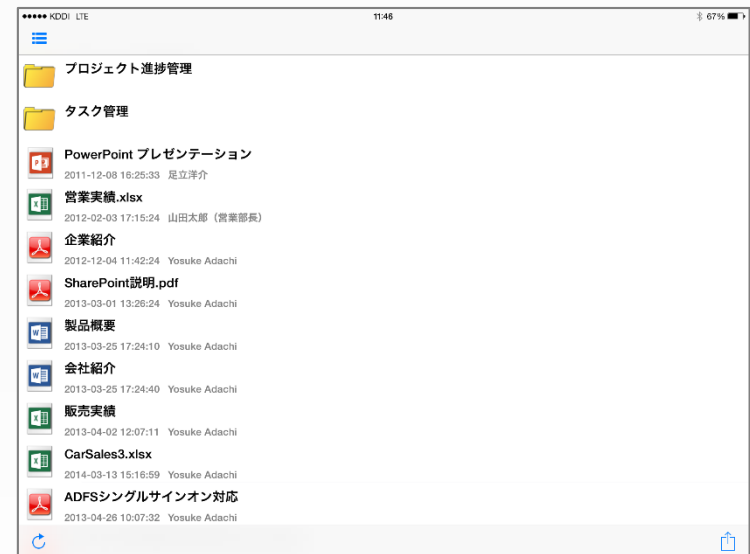 KDDI LTE 11:46 67%
プロジェクト進捗管理
タスク管理
PowerPoint プレゼンテーション
2011-12-08 16:25:33 足立洋介
営業実績.xlsx
2012-02-03 17:15:24 山田太郎（営業部長）
企業紹介
2012-12-04 11:42:24 Yosuke Adachi
SharePoint説明.pdf
2013-03-01 13:26:24 Yosuke Adachi
製品概要
2013-03-25 17:24:10 Yosuke Adachi
会社紹介
2013-03-25 17:24:40 Yosuke Adachi
販売実績
2013-04-02 12:07:11 Yosuke Adachi
CarSales3.xlsx
2014-03-13 15:16:59 Yosuke Adachi
ADFSシングルサインオン対応
2013-04-26 10:07:32 Yosuke Adachi